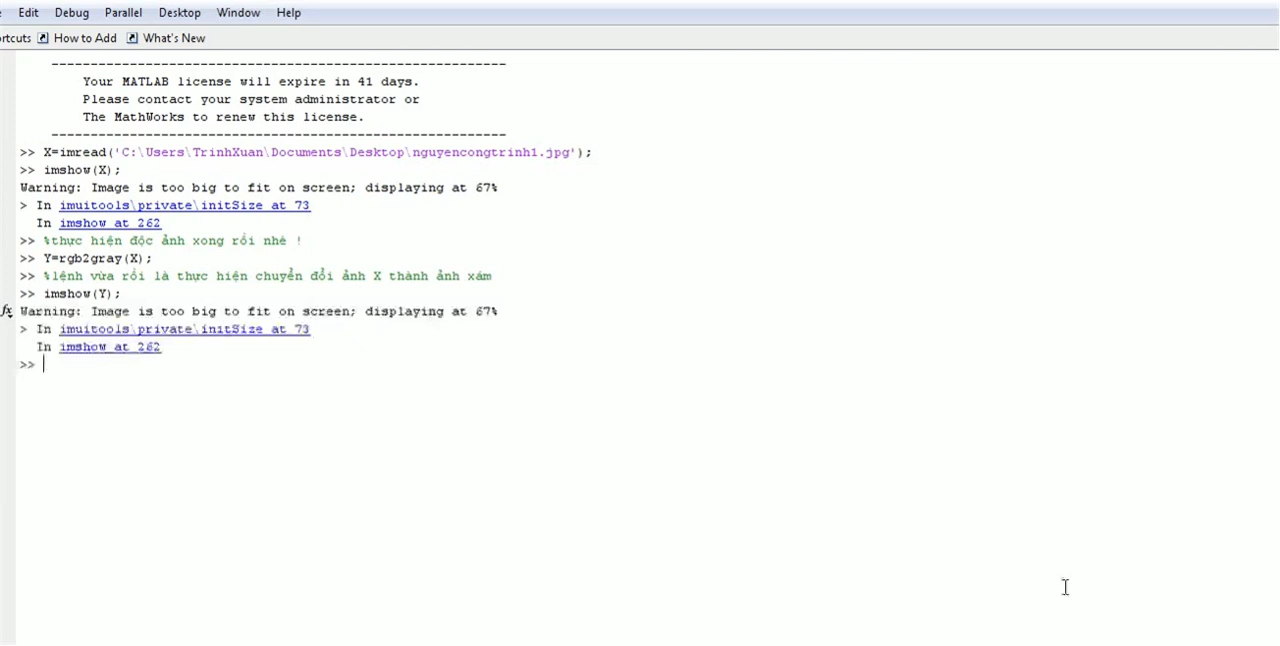 Edit Debug Parallel Desktop Window Help
rtcuts How to Add What's New
-----------------------------------------------------------
Your MATLAB license will expire in 41 days.
Please contact your system administrator or
The MathWorks to renew this license.
-----------------------------------------------------------
>> X=imread('C:\Users\TrinhXuan\Documents\Desktop\nguyencongtrinh1.jpg');
>> imshow(X);
Warning: Image is too big to fit on screen; displaying at 67%
> In imuitools\private\initSize at 73
In imshow at 262
>> %thực hiện độc ảnh xong rồi nhè !
>> Y=rgb2gray(X);
>> %lệnh vừa rồi là thực hiện chuyển đổi ảnh X thành ảnh xám
>> imshow(Y);
fx Warning: Image is too big to fit on screen; displaying at 67%
> In imuitools\private\initSize at 73
In imshow at 262
>>